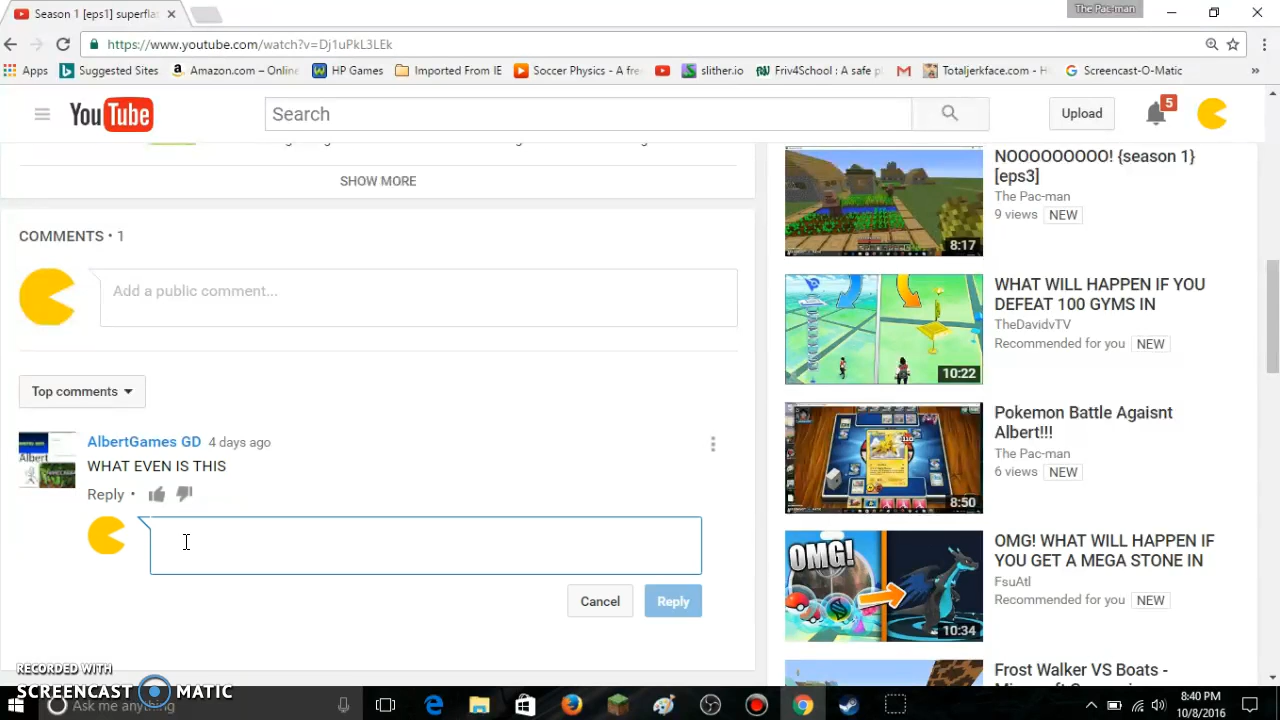 Season 1 [eps1] superfla
The Pac-man
https://www.youtube.com/watch?v=Dj1uPkL3LEk
Apps Suggested Sites Amazon.com – Online HP Games Imported From IE Soccer Physics - A fre slither.io Friv4School : A safe pl Totaljerkface.com - H Screencast-O-Matic »
YouTube Search Upload 5
SHOW MORE
COMMENTS • 1
Add a public comment...
Top comments
AlbertGames GD 4 days ago
Albert
WHAT EVEN IS THIS
Reply •
Cancel Reply
NOOOOOOOOO! {season 1}
[eps3]
The Pac-man
9 views NEW
8:17
WHAT WILL HAPPEN IF YOU
DEFEAT 100 GYMS IN
TheDavidvTV
Recommended for you NEW
10:22
Pokemon Battle Agaisnt
Albert!!!
The Pac-man
6 views NEW
8:50
OMG! WHAT WILL HAPPEN IF
YOU GET A MEGA STONE IN
FsuAtl
Recommended for you NEW
OMG!
10:34
Frost Walker VS Boats -
RECORDED WITH
SCREENCAST MATIC
Ask me anything
8:40 PM
10/8/2016